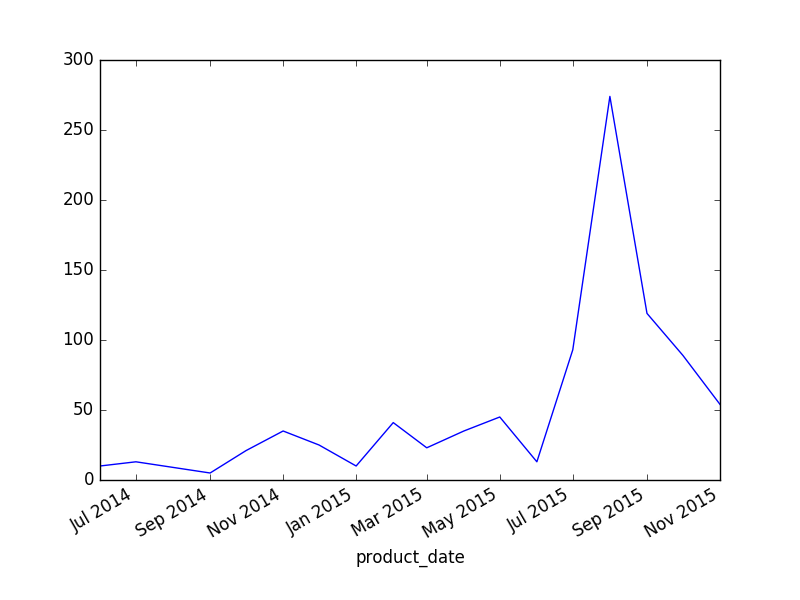 300
250
200
150
100
50
0
Jul 2014
Sep 2014
Nov 2014
Jan 2015
Mar 2015
May 2015
Jul 2015
Sep 2015
Nov 2015
product_date